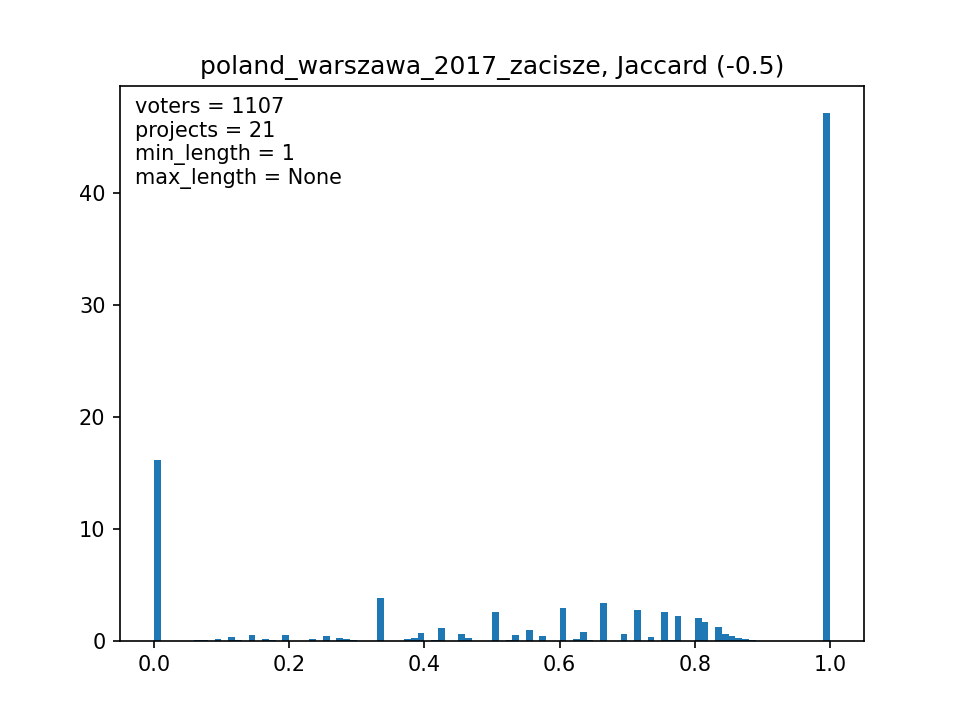 poland_warszawa_2017_zacisze, Jaccard (-0.5)
voters = 1107
projects = 21
min_length = 1
max_length = None
40
30
20
10
0
0.0 0.2 0.4 0.6 0.8 1.0